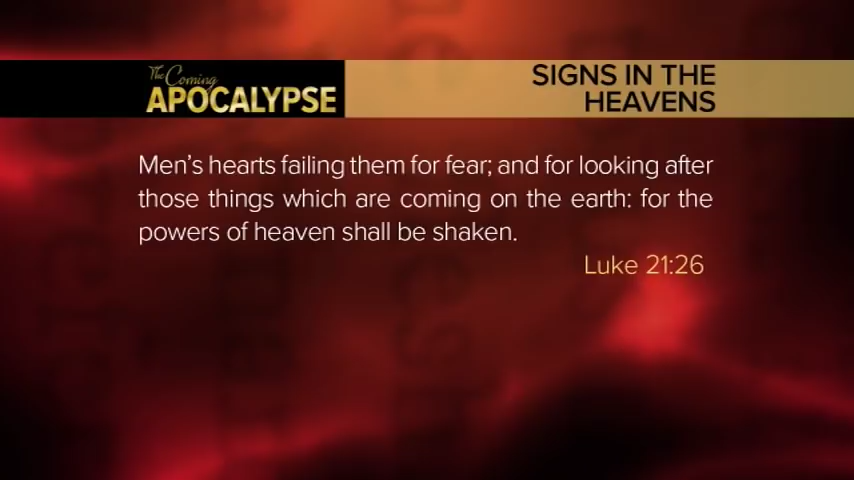 The Coming
APOCALYPSE
SIGNS IN THE
HEAVENS
Men's hearts failing them for fear; and for looking after
those things which are coming on the earth: for the
powers of heaven shall be shaken.
Luke 21:26